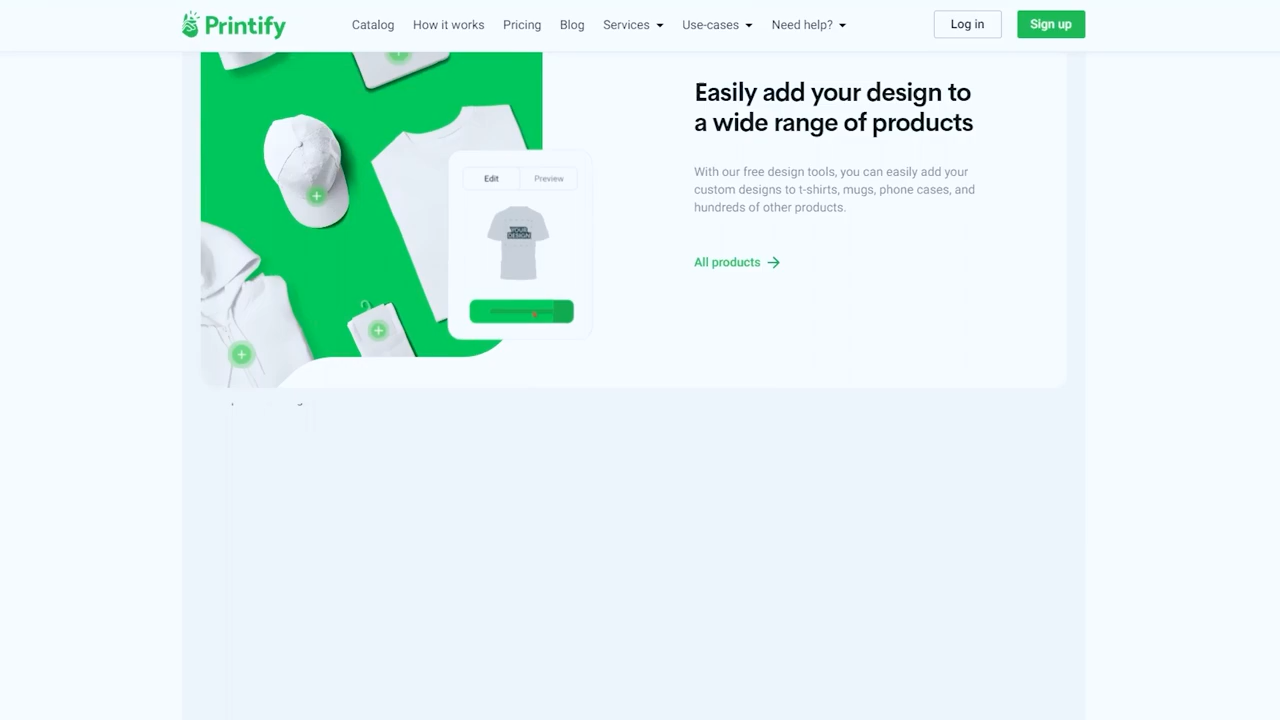 Printify
Catalog How it works Pricing Blog Services Use-cases Need help?
Log in
Sign up
Easily add your design to
a wide range of products
With our free design tools, you can easily add your
custom designs to t-shirts, mugs, phone cases, and
hundreds of other products.
All products
Edit Preview
YOUR
DESIGN